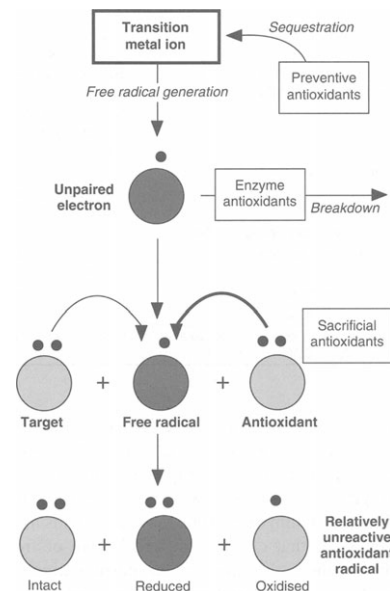 Transition
metal ion
Sequestration
Preventive
antioxidants
Free radical generation
Unpaired
electron
Enzyme
antioxidants
Breakdown
Sacrificial
antioxidants
+
+
Target
Free radical
Antioxidant
+
+
Relatively
unreactive
antioxidant
radical
Intact
Reduced
Oxidised